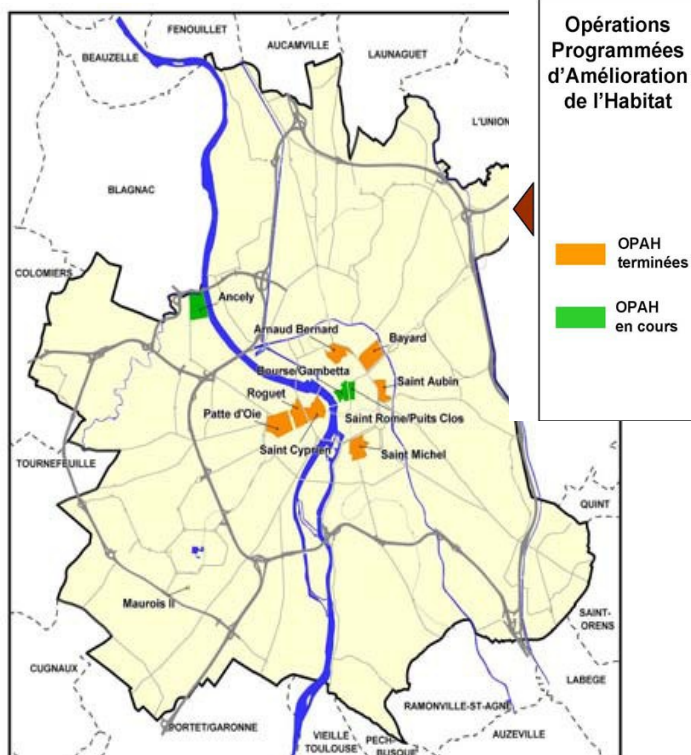 FENOUILLET
BEAUZELLE
AUCAMVILLE
LAUNAGUET
L'UNION
BLAGNAC
COLOMIERS
Ancely
Arnaud Bernard
Bayard
Bourse/Gambetta
Saint Aubin
Roguet
Patte d'Oie
Saint Rome/Puits Clos
Saint Cyprien
Saint Michel
TOURNEFEUILLE
QUINT
Maurois II
SAINT-
ORENS
CUGNAUX
LABEGE
RAMONVILLE-ST-AGNE
PORTET/GARONNE
AUZEVILLE
VIEILLE
TOULOUSE
PECH-
BUSQUE
Opérations
Programmées
d'Amélioration
de l'Habitat
OPAH
terminées
OPAH
en cours